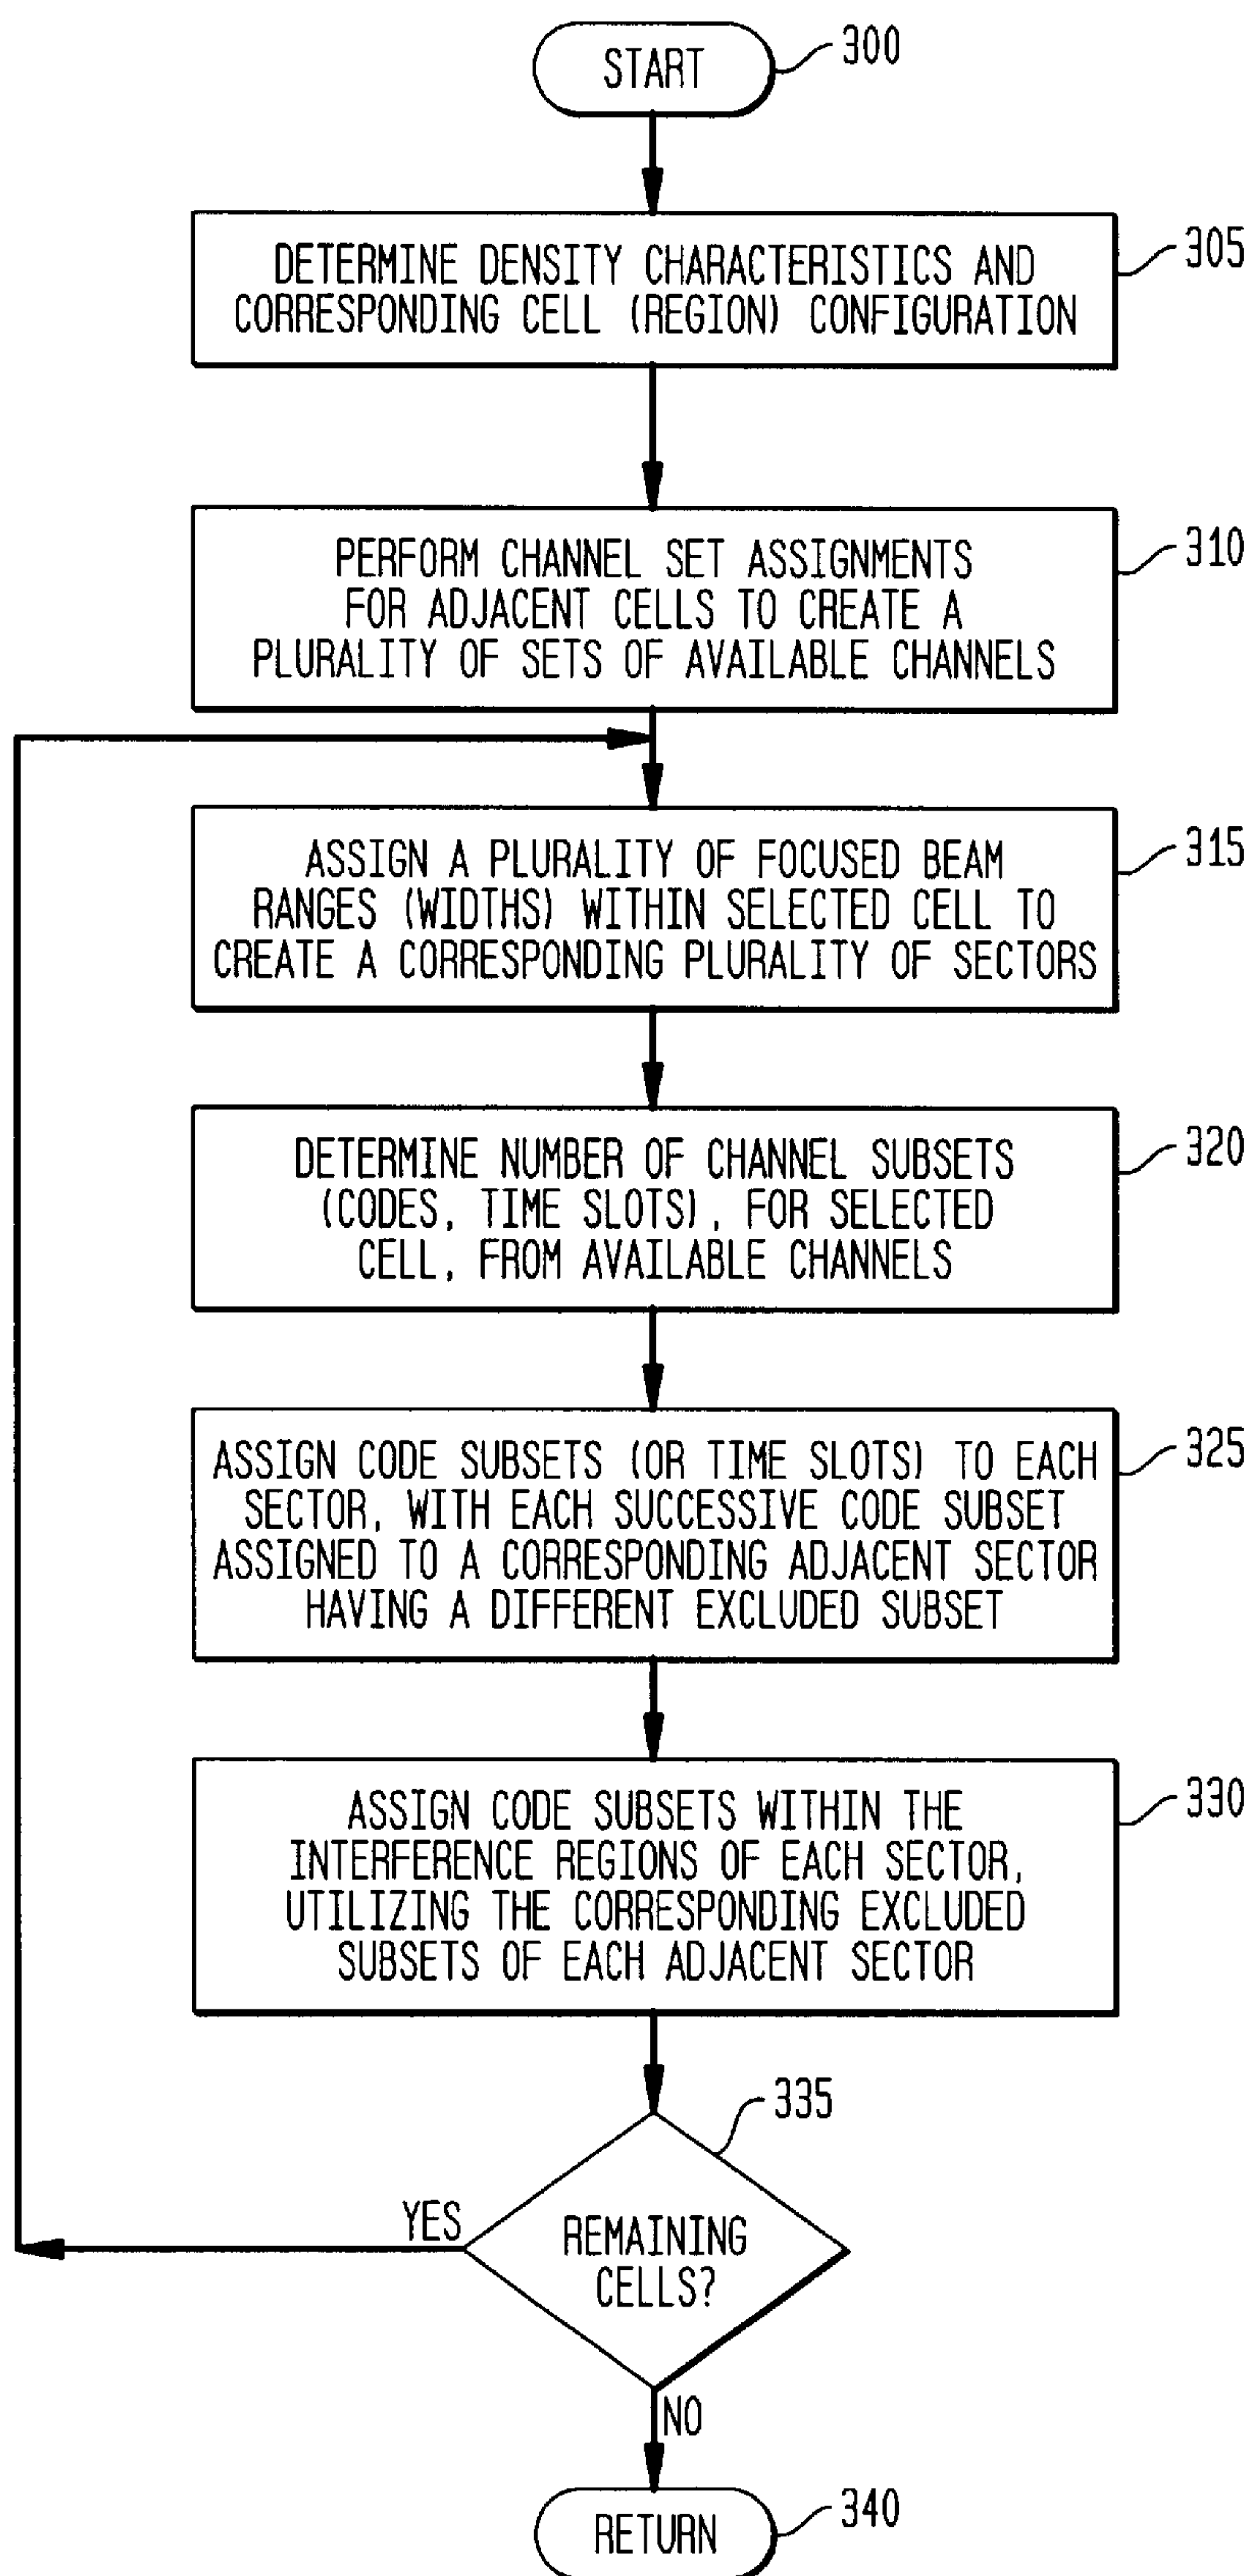 START
300
DETERMINE DENSITY CHARACTERISTICS AND
CORRESPONDING CELL (REGION) CONFIGURATION
305
PERFORM CHANNEL SET ASSIGNMENTS
FOR ADJACENT CELLS TO CREATE A
PLURALITY OF SETS OF AVAILABLE CHANNELS
310
ASSIGN A PLURALITY OF FOCUSED BEAM
RANGES (WIDTHS) WITHIN SELECTED CELL TO
CREATE A CORRESPONDING PLURALITY OF SECTORS
315
DETERMINE NUMBER OF CHANNEL SUBSETS
(CODES, TIME SLOTS), FOR SELECTED
CELL, FROM AVAILABLE CHANNELS
320
ASSIGN CODE SUBSETS (OR TIME SLOTS) TO EACH
SECTOR, WITH EACH SUCCESSIVE CODE SUBSET
ASSIGNED TO A CORRESPONDING ADJACENT SECTOR
HAVING A DIFFERENT EXCLUDED SUBSET
325
ASSIGN CODE SUBSETS WITHIN THE
INTERFERENCE REGIONS OF EACH SECTOR,
UTILIZING THE CORRESPONDING EXCLUDED
SUBSETS OF EACH ADJACENT SECTOR
330
335
YES
REMAINING
CELLS?
NO
RETURN
340